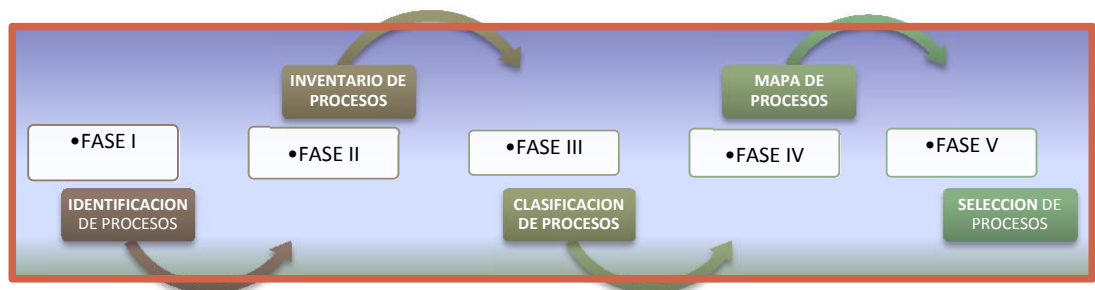 •FASE I
IDENTIFICACION
DE PROCESOS
INVENTARIO DE
PROCESOS
•FASE II
•FASE III
CLASIFICACION
DE PROCESOS
MAPA DE
PROCESOS
•FASE IV
•FASE V
SELECCION DE
PROCESOS